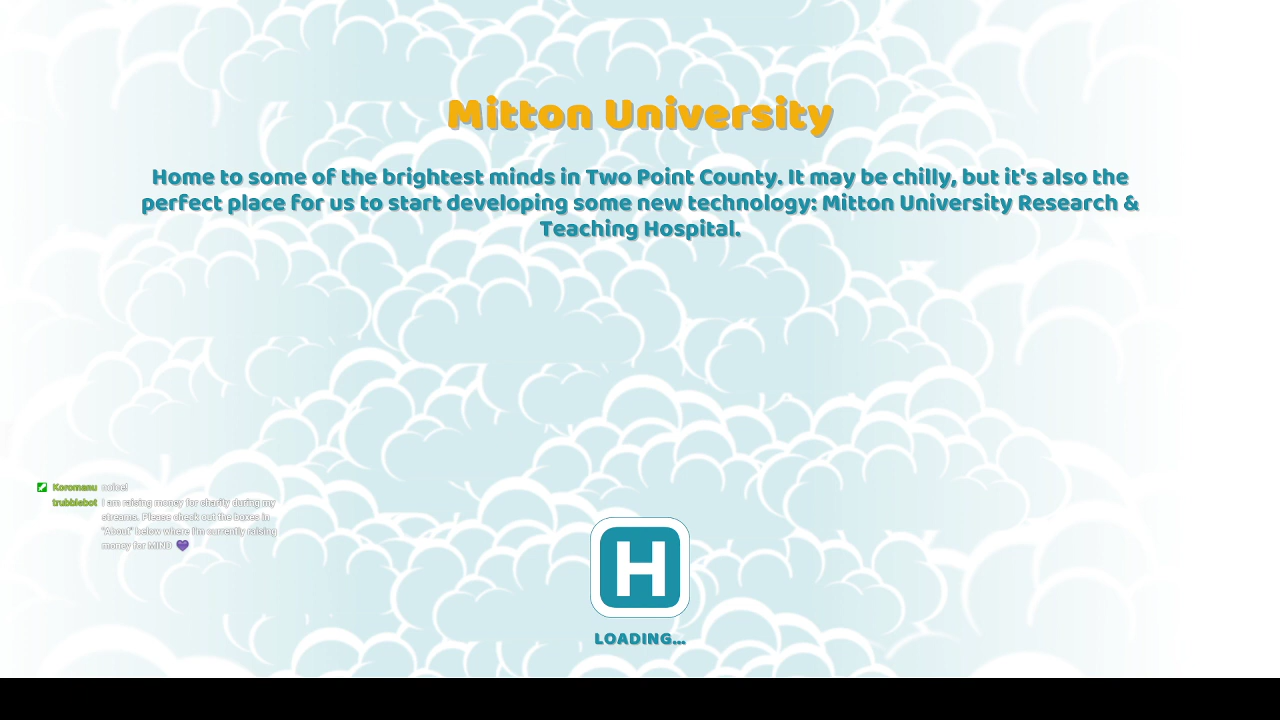 Mitton University
Home to some of the brightest minds in Two Point County. It may be chilly, but it's also the
perfect place for us to start developing some new technology: Mitton University Research &
Teaching Hospital.
Koromanu noice!
trubblebot I am raising money for charity during my
streams. Please check out the boxes in
"About" below where I'm currently raising
money for MIND
H
LOADING...